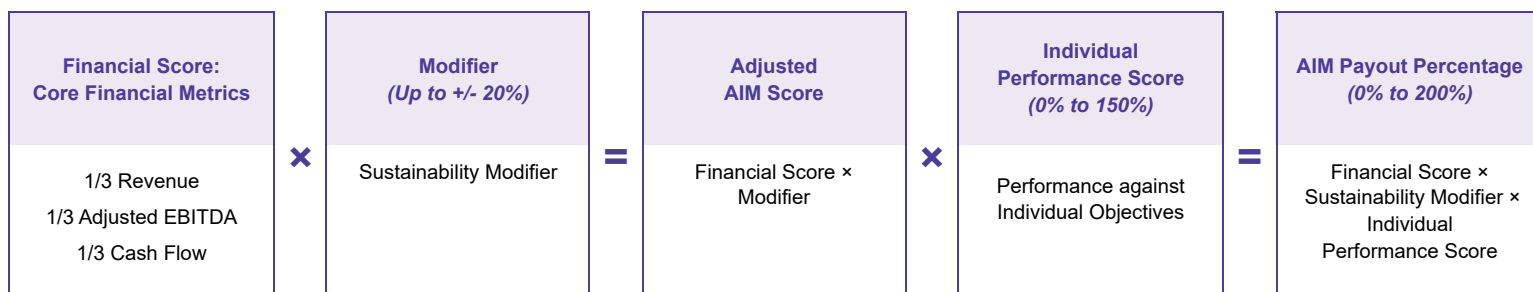 Financial Score:
Core Financial Metrics
1/3 Revenue
1/3 Adjusted EBITDA
1/3 Cash Flow
×
Modifier
(Up to +/- 20%)
Sustainability Modifier
=
Adjusted
AIM Score
Financial Score ×
Modifier
×
Individual
Performance Score
(0% to 150%)
Performance against
Individual Objectives
=
AIM Payout Percentage
(0% to 200%)
Financial Score ×
Sustainability Modifier ×
Individual
Performance Score